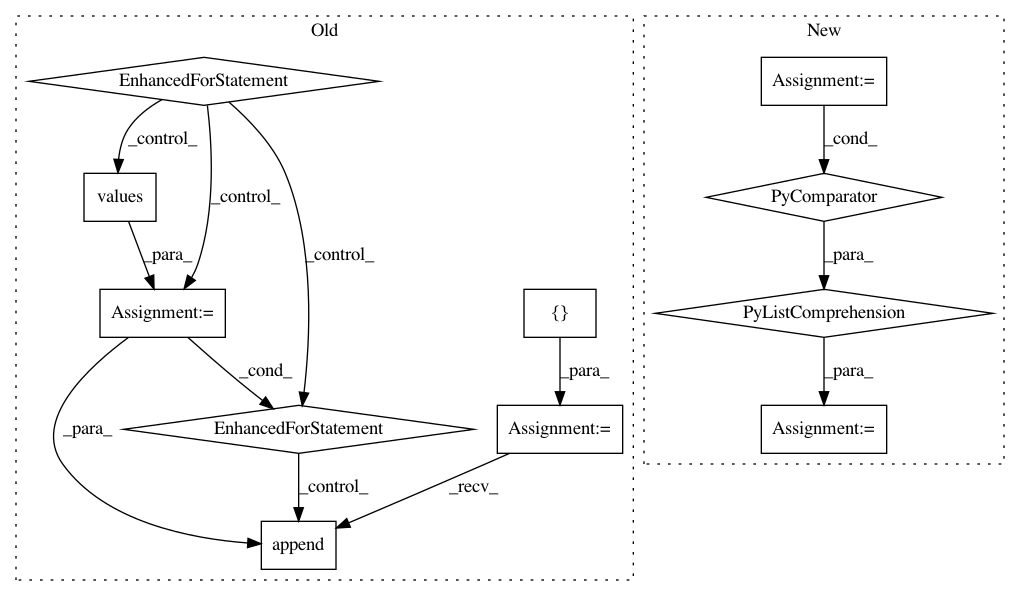 Old
New
EnhancedForStatement
Assignment:=
_control_
_cond_
values
_control_
PyComparator
_para_
_control_
_para_
Assignment:=
{}
PyListComprehension
_cond_
_para_
_para_
_para_
EnhancedForStatement
Assignment:=
Assignment:=
_control_
_recv_
append